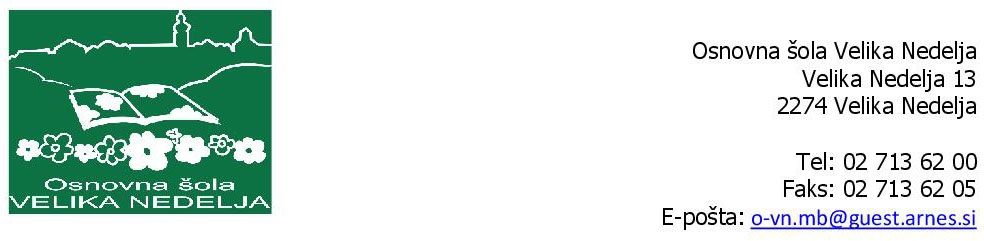 Osnovna šola
VELIKA NEDELJA
Osnovna šola Velika Nedelja
Velika Nedelja 13
2274 Velika Nedelja
Tel: 02 713 62 00
Faks: 02 713 62 05
E-pošta: o-vn.mb@guest.arnes.si